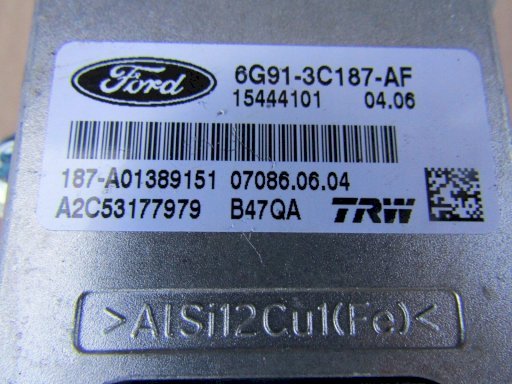 Ford
6G91-3C187-AF
15444101 04.06
187-A01389151 07086.06.04
A2C53177979 B47QA TRW
>AlSi12Cu1(Fe)<